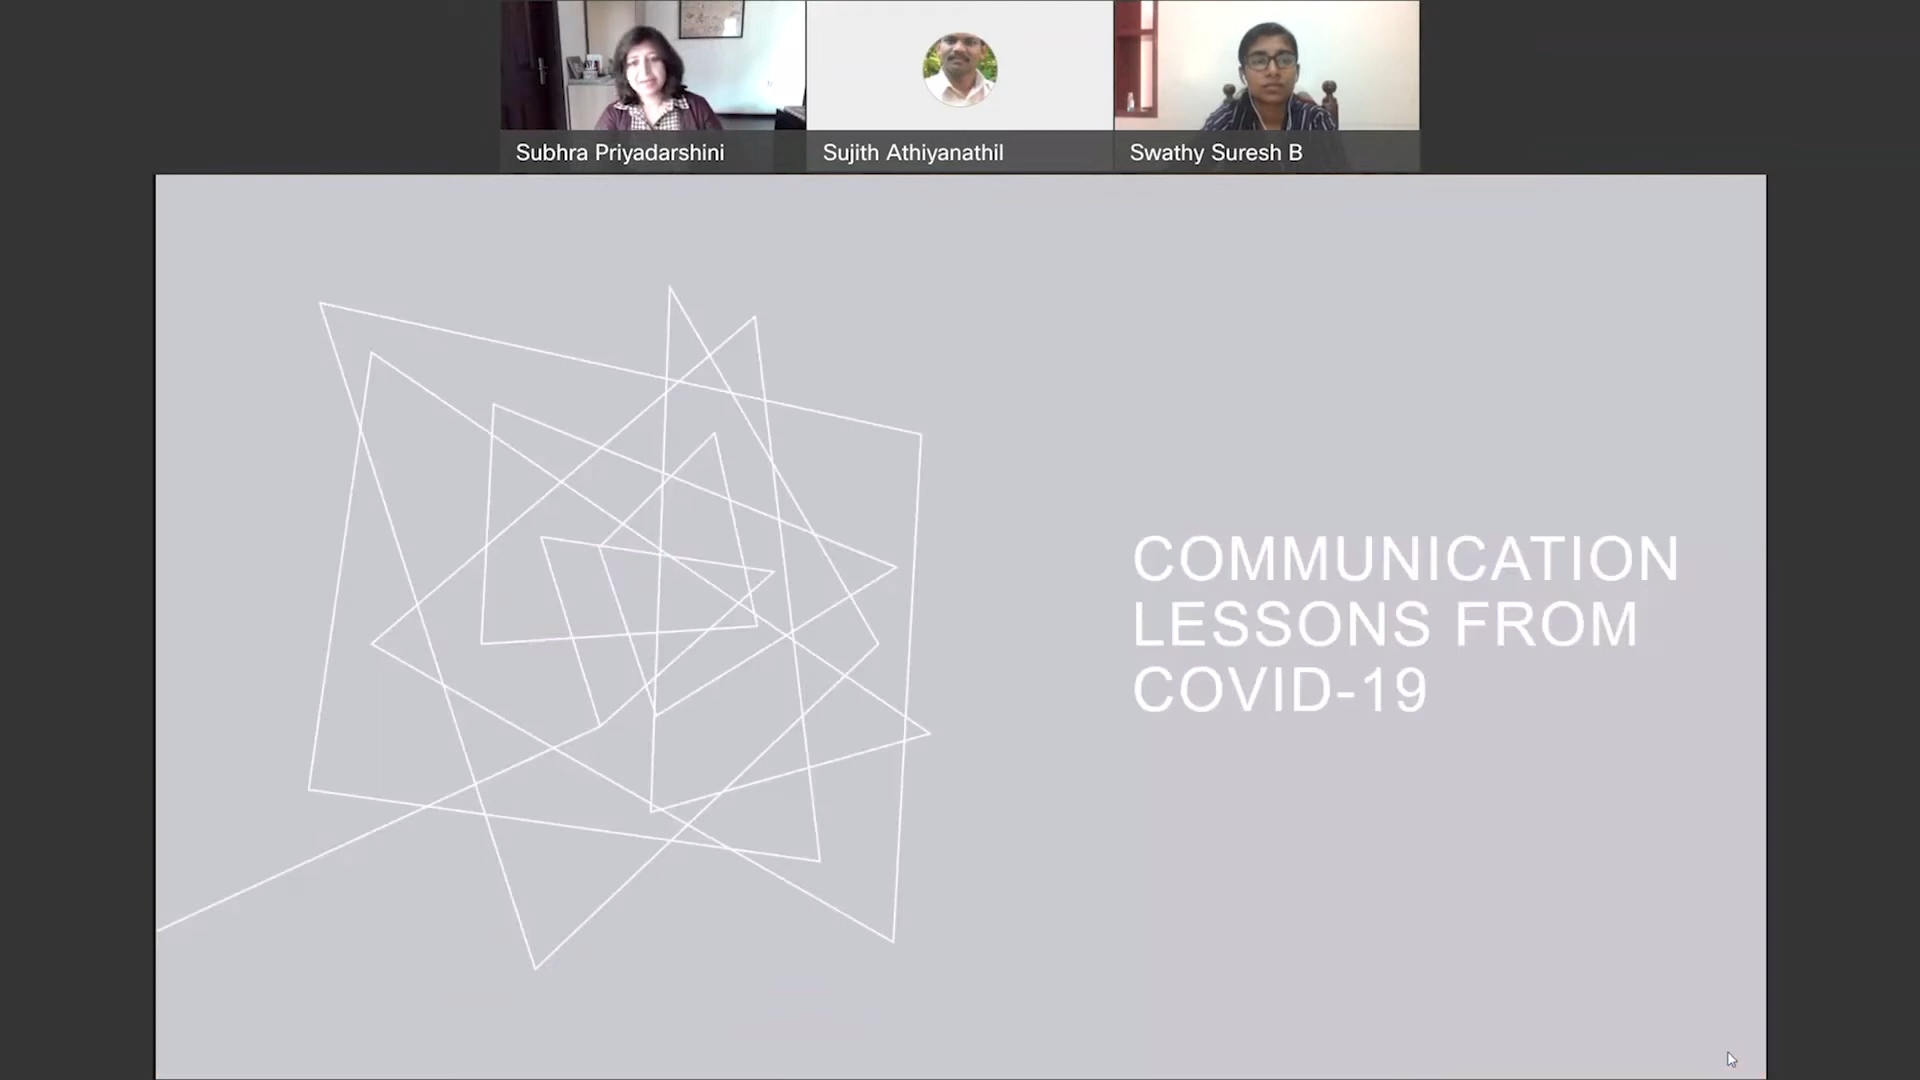 Subhra Priyadarshini
Sujith Athiyanathil
Swathy Suresh B
COMMUNICATION
LESSONS FROM
COVID-19